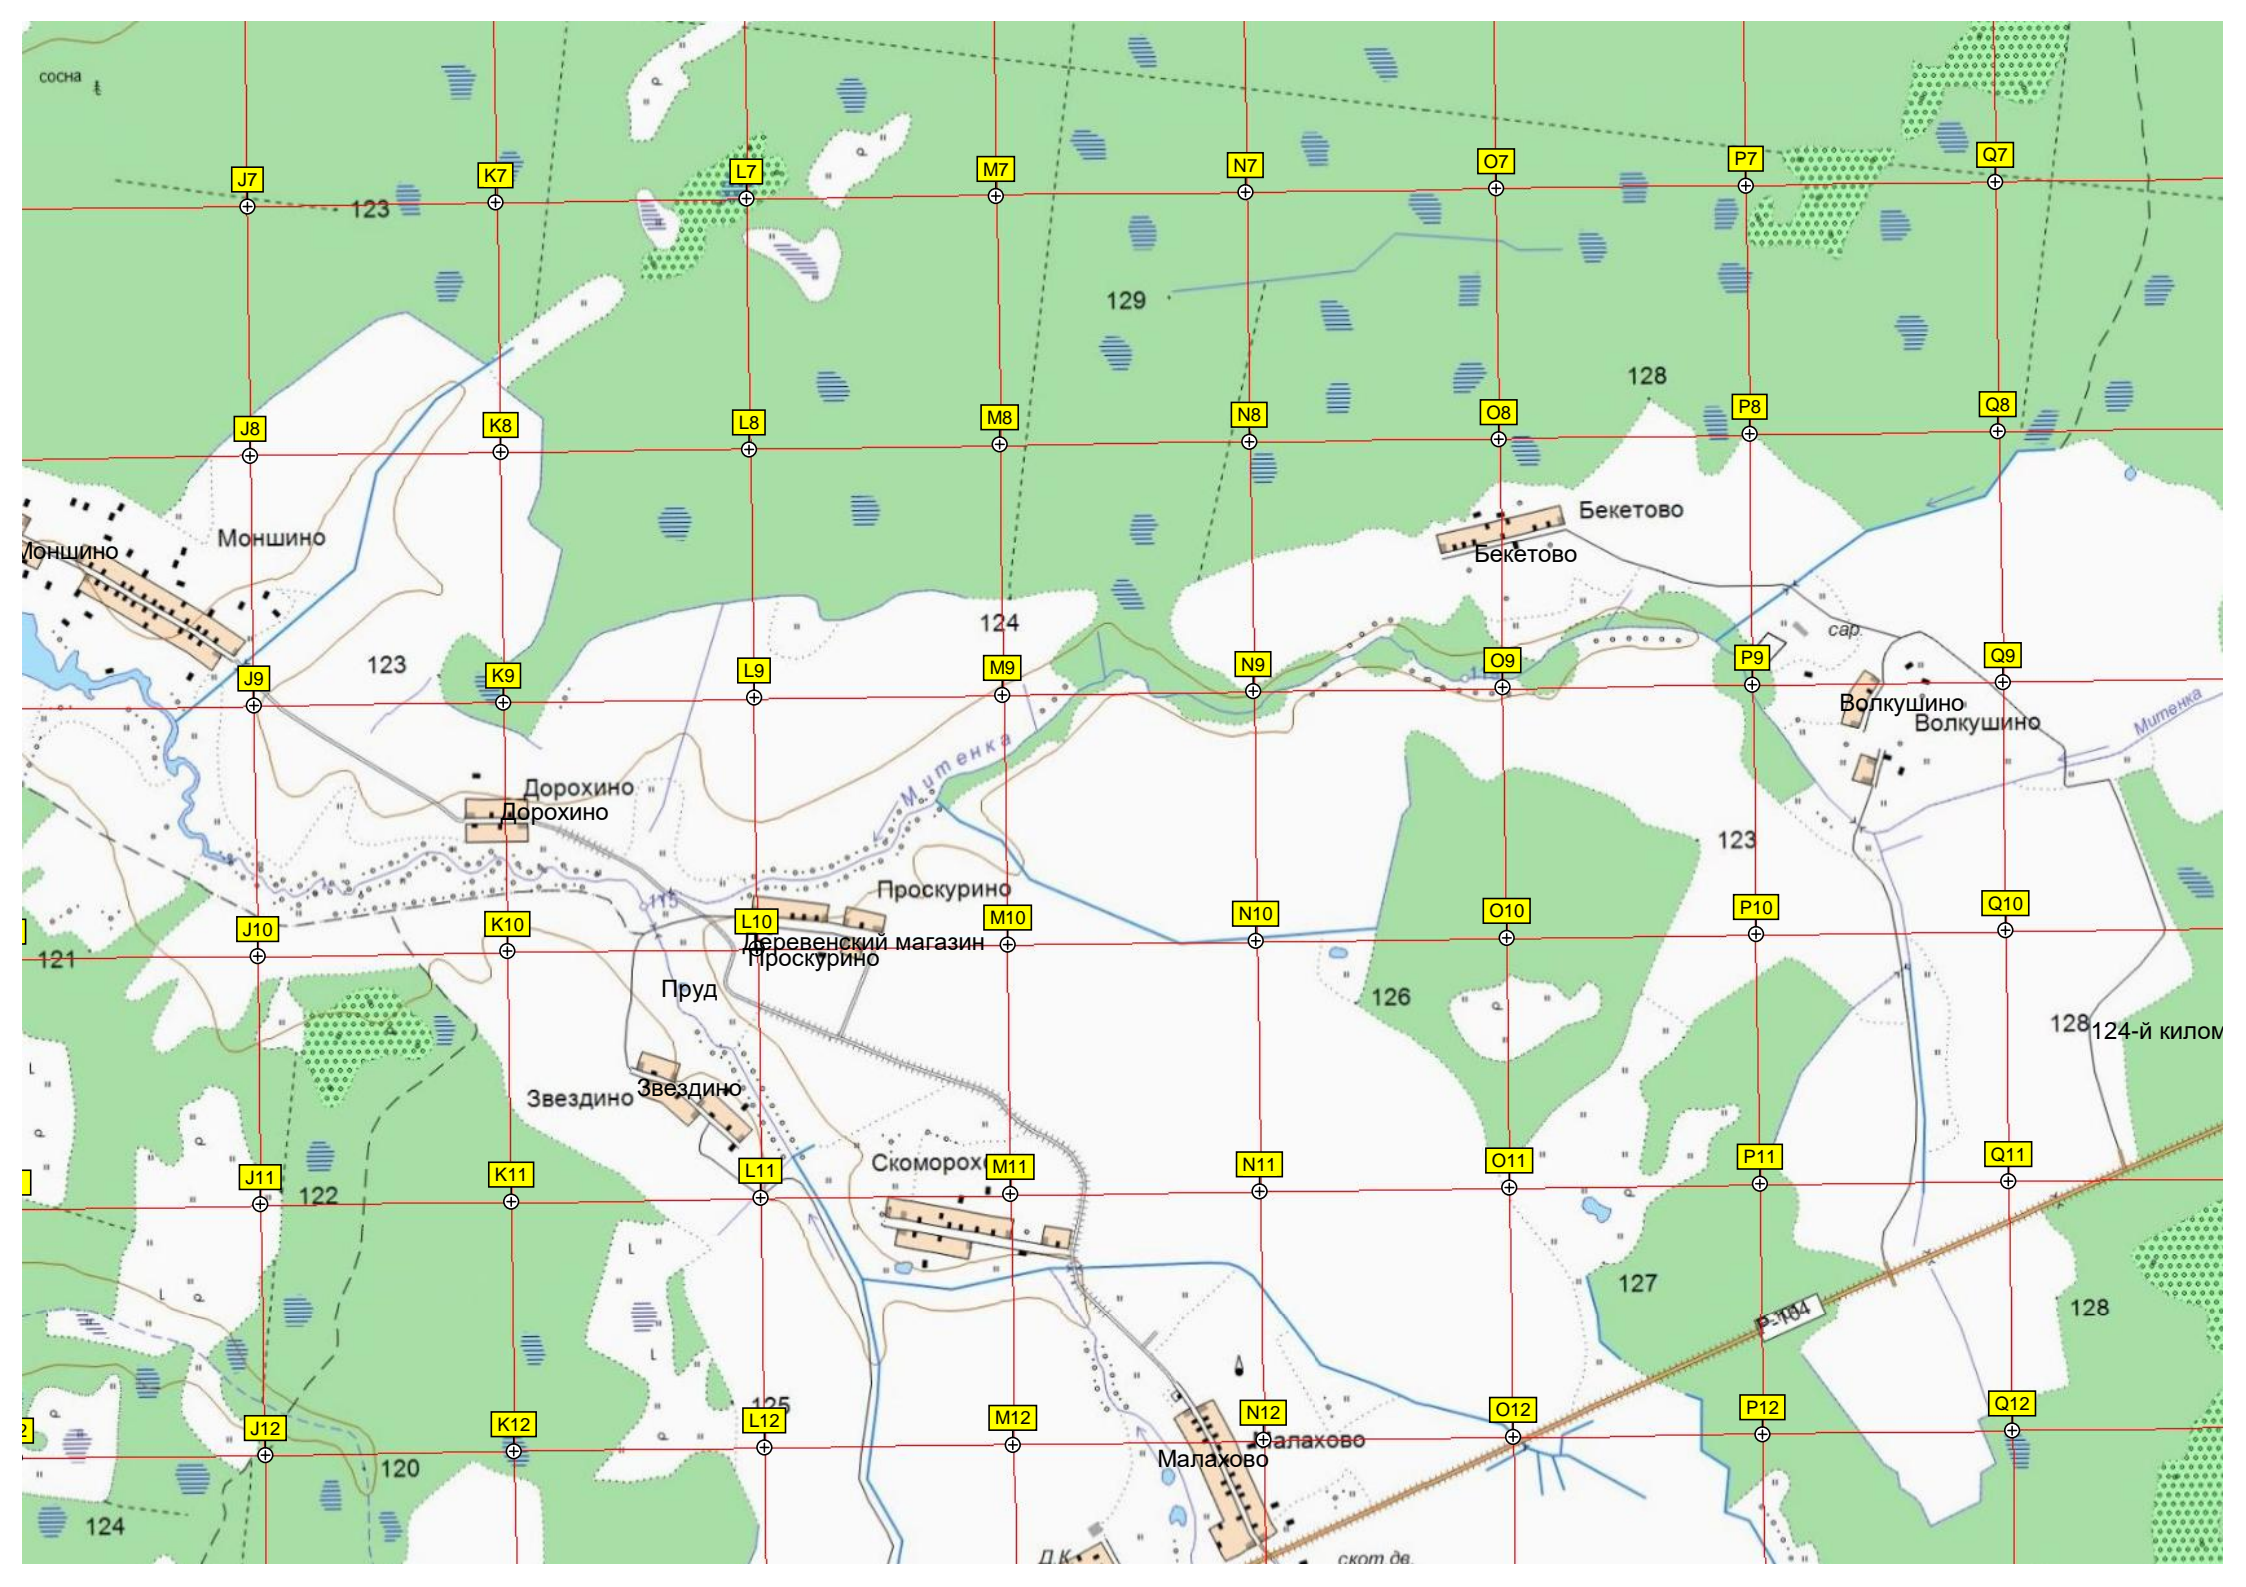 сосна
J7
K7
L7
M7
N7
O7
P7
Q7
123
129
128
J8
K8
L8
M8
N8
O8
P8
Q8
Бекетово
Моншино
Моншино
Бекетово
124
сар.
123
J9
K9
L9
M9
N9
O9
P9
Q9
Волкушино
Волкушино
Митенка
Митенка
Дорохино
Дорохино
123
Проскурино
115
J10
K10
L10
M10
N10
O10
P10
Q10
Деревенский магазин
Проскурино
121
Пруд
126
128
124-й килом
Звездино
Звездино
Скоморох
J11
K11
L11
M11
N11
O11
P11
Q11
122
127
128
Р-104
125
J12
K12
L12
M12
N12
O12
P12
Q12
2
Малахово
Малахово
120
124
Д.К.
скот.дв.